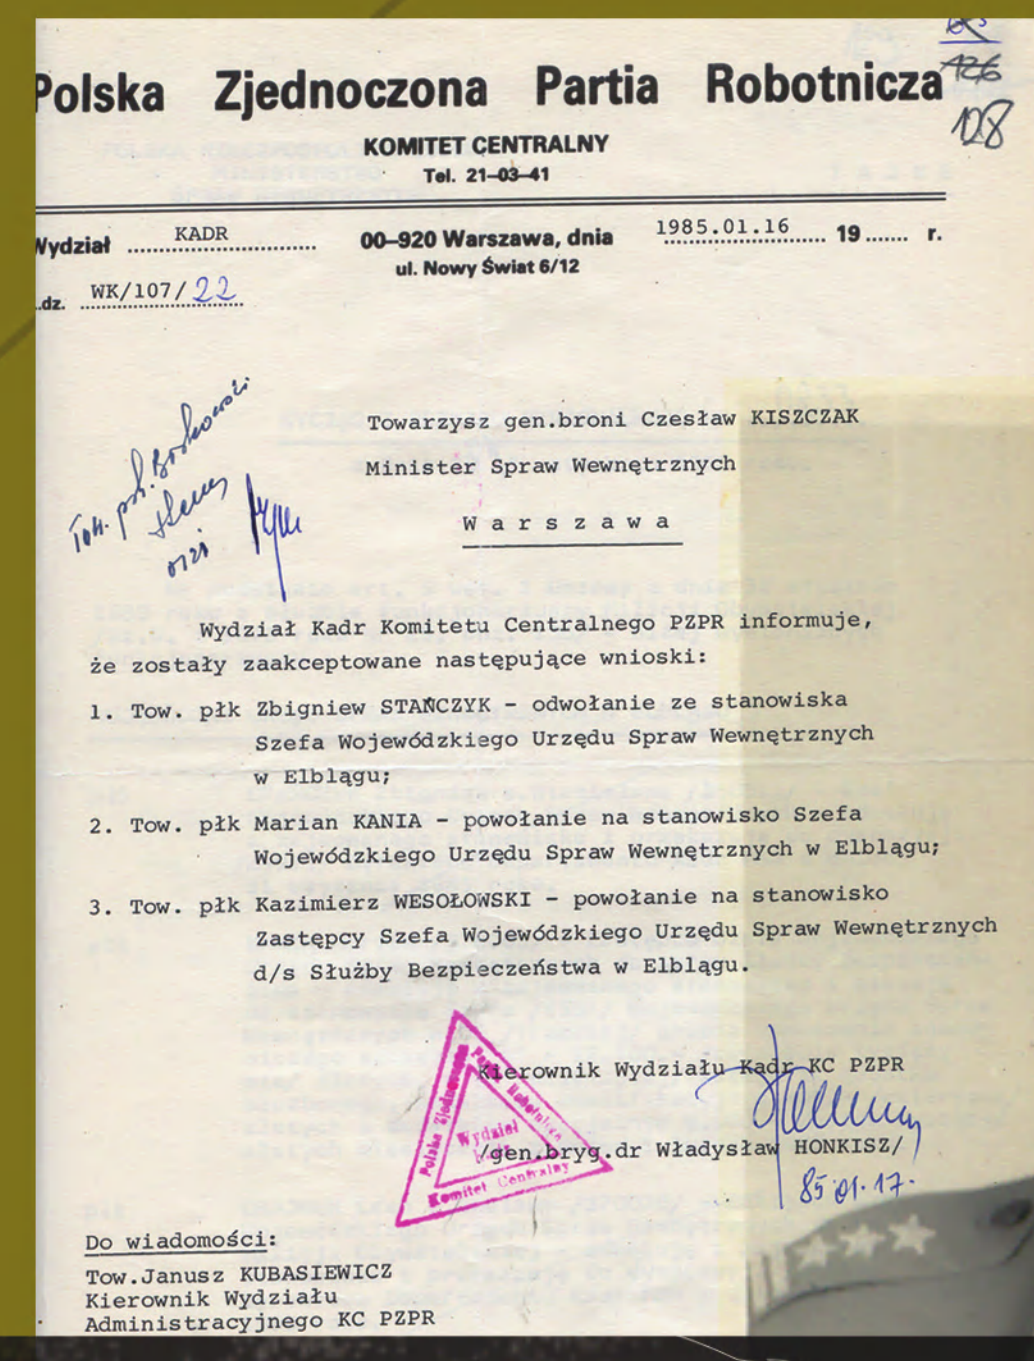 126
128
Polska Zjednoczona Partia Robotnicza
KOMITET CENTRALNY
Tel. 21–03–41
Wydział KADR 00–920 Warszawa, dnia 1985.01.16 19 ....... r.
ul. Nowy Świat 6/12
.dz. WK/107/22
Tow.
Towarzysz gen.broni Czesław KISZCZAK
Minister Spraw Wewnętrznych
W a r s z a w a
Wydział Kadr Komitetu Centralnego PZPR informuje,
że zostały zaakceptowane następujące wnioski:
1. Tow. płk Zbigniew STAŃCZYK – odwołanie ze stanowiska
Szefa Wojewódzkiego Urzędu Spraw Wewnętrznych
w Elblągu;
2. Tow. płk Marian KANIA – powołanie na stanowisko Szefa
Wojewódzkiego Urzędu Spraw Wewnętrznych w Elblągu;
3. Tow. płk Kazimierz WESOŁOWSKI – powołanie na stanowisko
Zastępcy Szefa Wojewódzkiego Urzędu Spraw Wewnętrznych
d/s Służby Bezpieczeństwa w Elblągu.
Kierownik Wydziału Kadr KC PZPR
/gen.bryg.dr Władysław HONKISZ/
85.01.17.
Polska Zjednoczona Partia Robotnicza
Komitet Centralny
Wydział
Kadr
Do wiadomości:
Tow.Janusz KUBASIEWICZ
Kierownik Wydziału
Administracyjnego KC PZPR